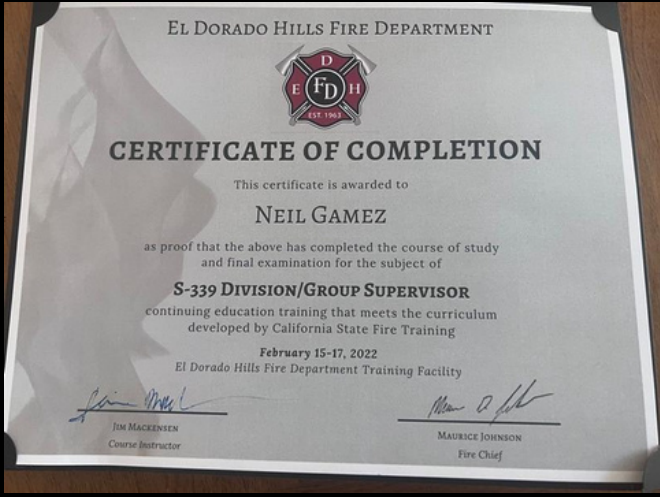 El Dorado Hills Fire Department
D
E FD H
EST. 1963
CERTIFICATE OF COMPLETION
This certificate is awarded to
Neil Gamez
as proof that the above has completed the course of study
and final examination for the subject of
S-339 Division/Group Supervisor
continuing education training that meets the curriculum
developed by California State Fire Training
February 15-17, 2022
El Dorado Hills Fire Department Training Facility
Jim Mackensen
Course Instructor
Maurice Johnson
Fire Chief